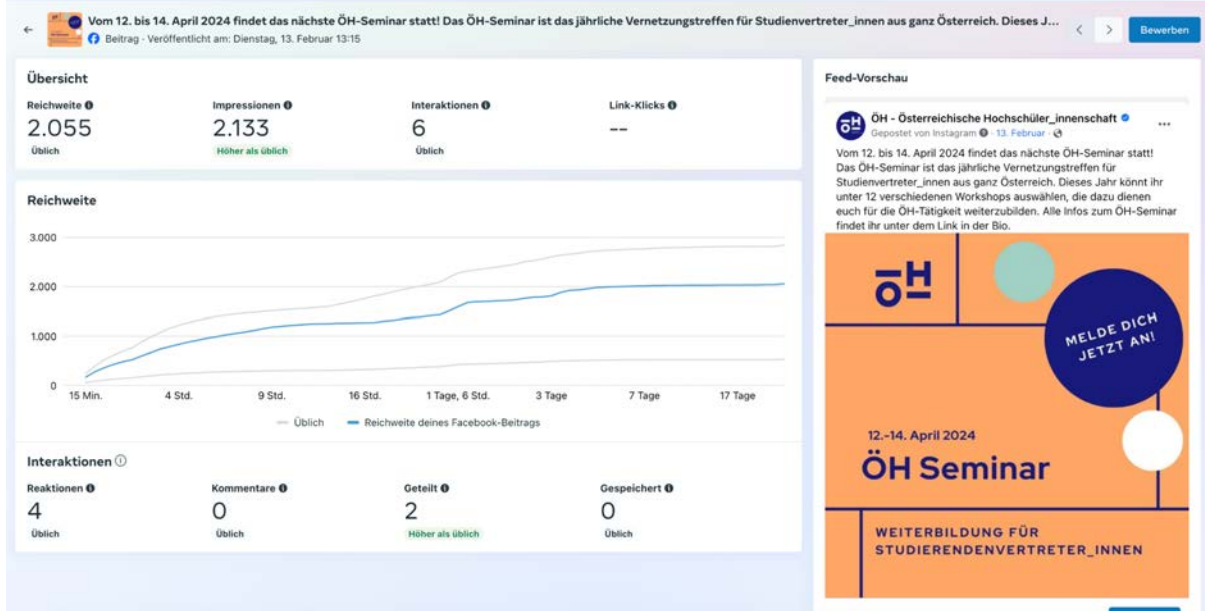 Vom 12. bis 14. April 2024 findet das nächste ÖH-Seminar statt! Das ÖH-Seminar ist das jährliche Vernetzungstreffen für Studienvertreter_innen aus ganz Österreich. Dieses J...
Beitrag · Veröffentlicht am: Dienstag, 13. Februar 13:15
Bewerben
Übersicht
Reichweite
Impressionen
Interaktionen
Link-Klicks
2.055
2.133
6
--
Üblich
Höher als üblich
Üblich
Reichweite
3.000
2.000
1.000
0
15 Min.
4 Std.
9 Std.
16 Std.
1 Tage, 6 Std.
3 Tage
7 Tage
17 Tage
Üblich
Reichweite deines Facebook-Beitrags
Interaktionen
Reaktionen
Kommentare
Geteilt
Gespeichert
4
0
2
0
Üblich
Üblich
Höher als üblich
Üblich
Feed-Vorschau
ÖH - Österreichische Hochschüler_innenschaft
Gepostet von Instagram · 13. Februar ·
Vom 12. bis 14. April 2024 findet das nächste ÖH-Seminar statt!
Das ÖH-Seminar ist das jährliche Vernetzungstreffen für
Studienvertreter_innen aus ganz Österreich. Dieses Jahr könnt ihr
unter 12 verschiedenen Workshops auswählen, die dazu dienen
euch für die ÖH-Tätigkeit weiterzubilden. Alle Infos zum ÖH-Seminar
findet ihr unter dem Link in der Bio.
ÖH
MELDE DICH
JETZT AN!
12.-14. April 2024
ÖH Seminar
WEITERBILDUNG FÜR
STUDIERENDENVERTRETER_INNEN